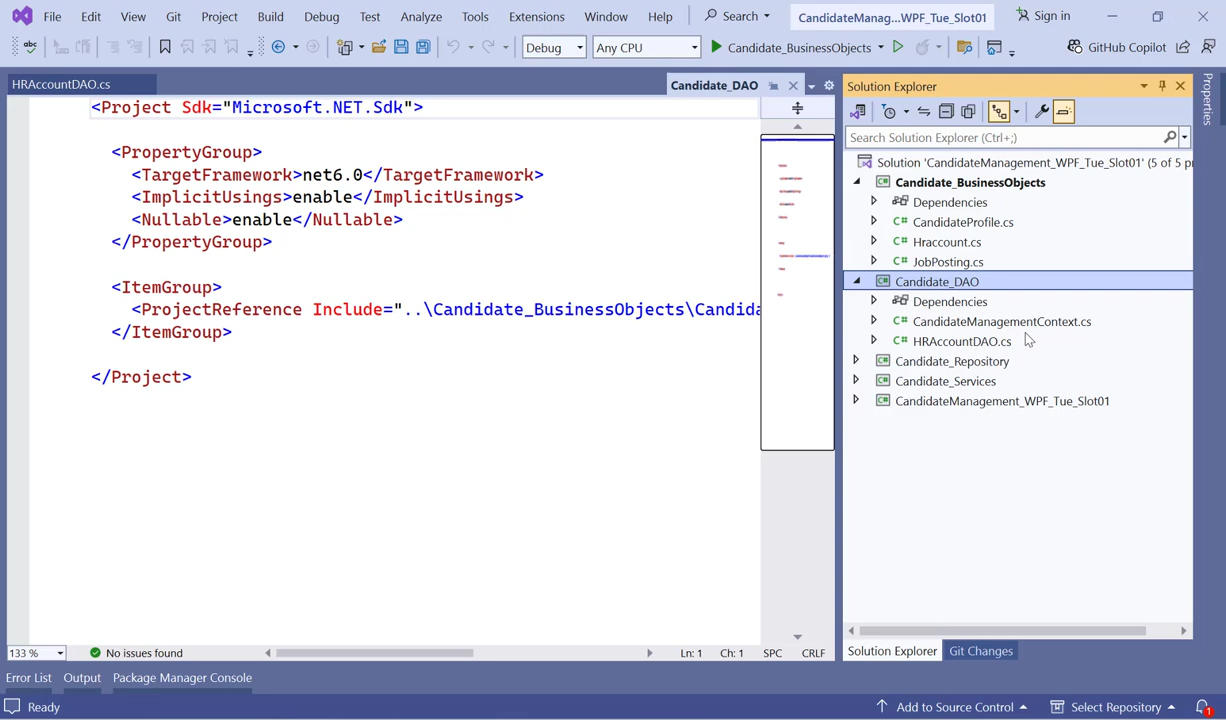 File Edit View Git Project Build Debug Test Analyze Tools Extensions Window Help Search CandidateManag...WPF_Tue_Slot01 Sign in
abc Debug Any CPU Candidate_BusinessObjects GitHub Copilot
HRAccountDAO.cs Candidate_DAO
<Project Sdk="Microsoft.NET.Sdk">
<PropertyGroup>
<TargetFramework>net6.0</TargetFramework>
<ImplicitUsings>enable</ImplicitUsings>
<Nullable>enable</Nullable>
</PropertyGroup>
<ItemGroup>
<ProjectReference Include="..\Candidate_BusinessObjects\Candida
</ItemGroup>
</Project>
133 % No issues found Ln: 1 Ch: 1 SPC CRLF
Solution Explorer
Search Solution Explorer (Ctrl+;)
Solution 'CandidateManagement_WPF_Tue_Slot01' (5 of 5 pr
C# Candidate_BusinessObjects
Dependencies
C# CandidateProfile.cs
C# Hraccount.cs
C# JobPosting.cs
C# Candidate_DAO
Dependencies
C# CandidateManagementContext.cs
C# HRAccountDAO.cs
C# Candidate_Repository
C# Candidate_Services
C# CandidateManagement_WPF_Tue_Slot01
Solution Explorer Git Changes
Properties
Error List Output Package Manager Console
Ready Add to Source Control Select Repository 1